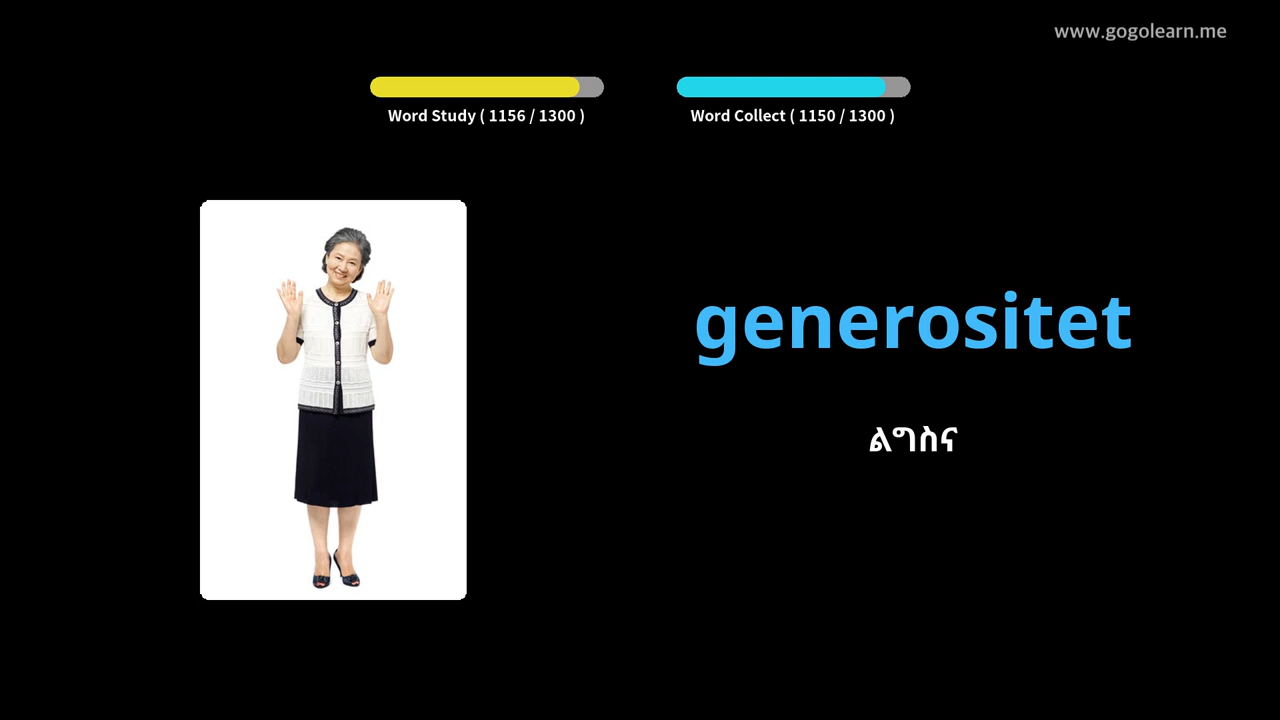 www.gogolearn.me
Word Study ( 1156 / 1300 )
Word Collect ( 1150 / 1300 )
generositet
ልግስና